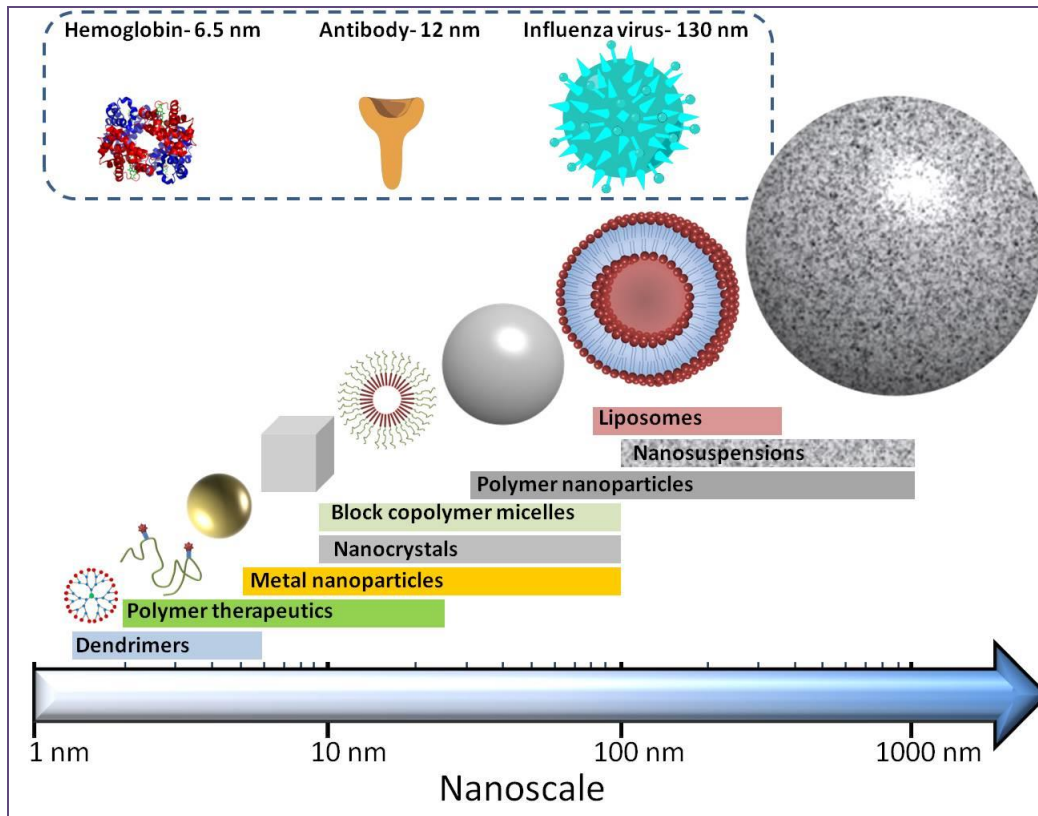 Hemoglobin- 6.5 nm
Antibody- 12 nm
Influenza virus- 130 nm
Liposomes
Nanosuspensions
Polymer nanoparticles
Block copolymer micelles
Nanocrystals
Metal nanoparticles
Polymer therapeutics
Dendrimers
1 nm
10 nm
100 nm
1000 nm
Nanoscale